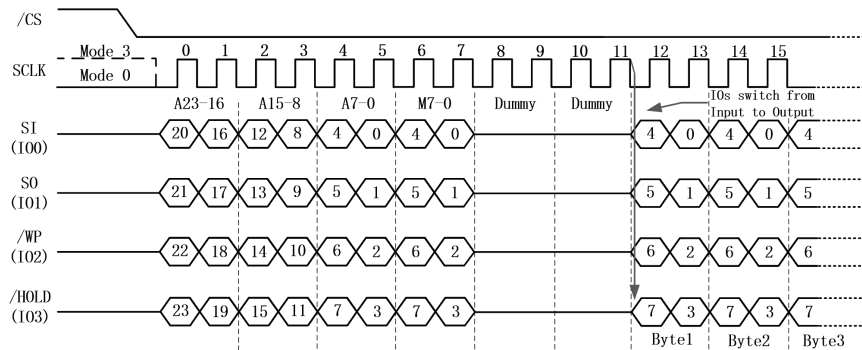 /CS
Mode 3 0 1 2 3 4 5 6 7 8 9 10 11 12 13 14 15
SCLK
Mode 0
A23-16 A15-8 A7-0 M7-0 Dummy Dummy
IOs switch from
Input to Output
SI 20 16 12 8 4 0 4 0 4 0 4 0 4
(IO0)
SO 21 17 13 9 5 1 5 1 5 1 5 1 5
(IO1)
/WP 22 18 14 10 6 2 6 2 6 2 6 2 6
(IO2)
/HOLD 23 19 15 11 7 3 7 3 7 3 7 3 7
(IO3)
Byte1 Byte2 Byte3